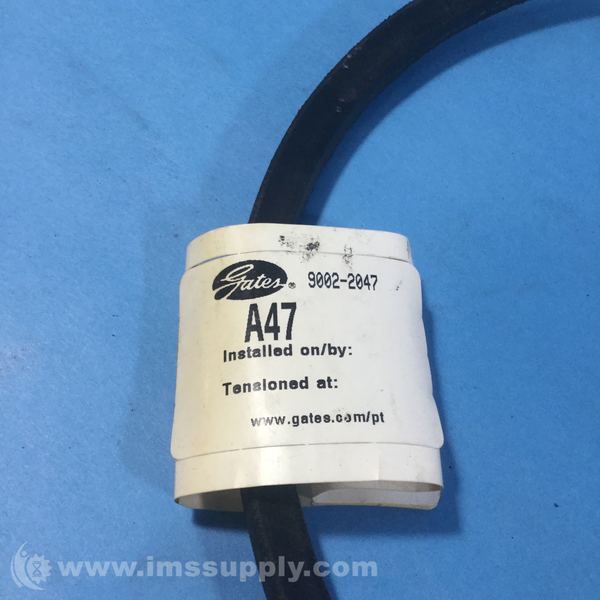 Gates® 9002-2047
A47
Installed on/by:
Tensioned at:
www.gates.com/pt
www.imssupply.com